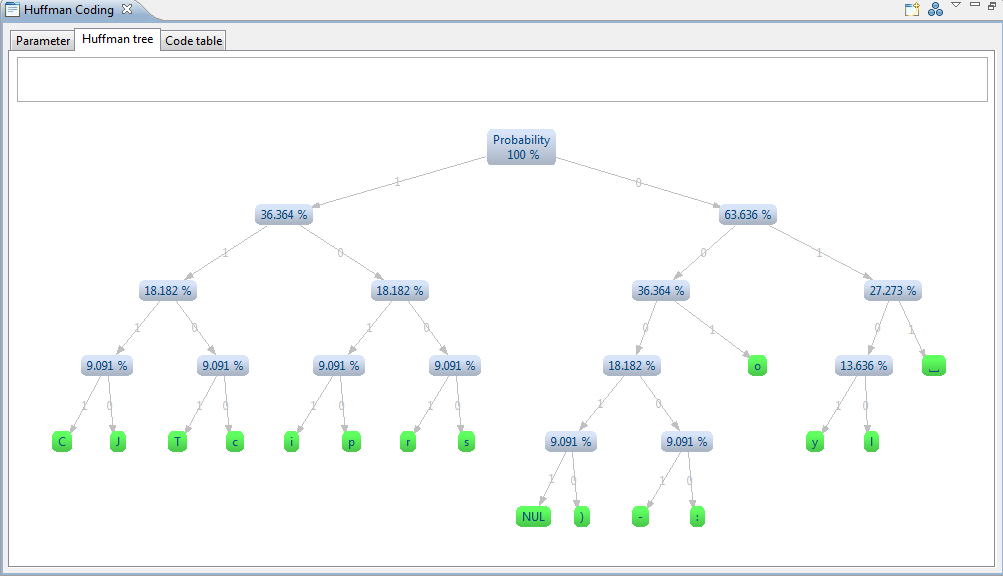 Huffman Coding
Parameter Huffman tree Code table
Probability
100 %
1 0
36.364 % 63.636 %
1 0 0 1
18.182 % 18.182 % 36.364 % 27.273 %
1 0 1 0 0 1 0 1
9.091 % 9.091 % 9.091 % 9.091 % 18.182 % o 13.636 % ⎵
1 0 1 0 1 0 1 0 1 0 1 0
C J T c i p r s 9.091 % 9.091 % y l
1 0 1 0
NUL ) - :